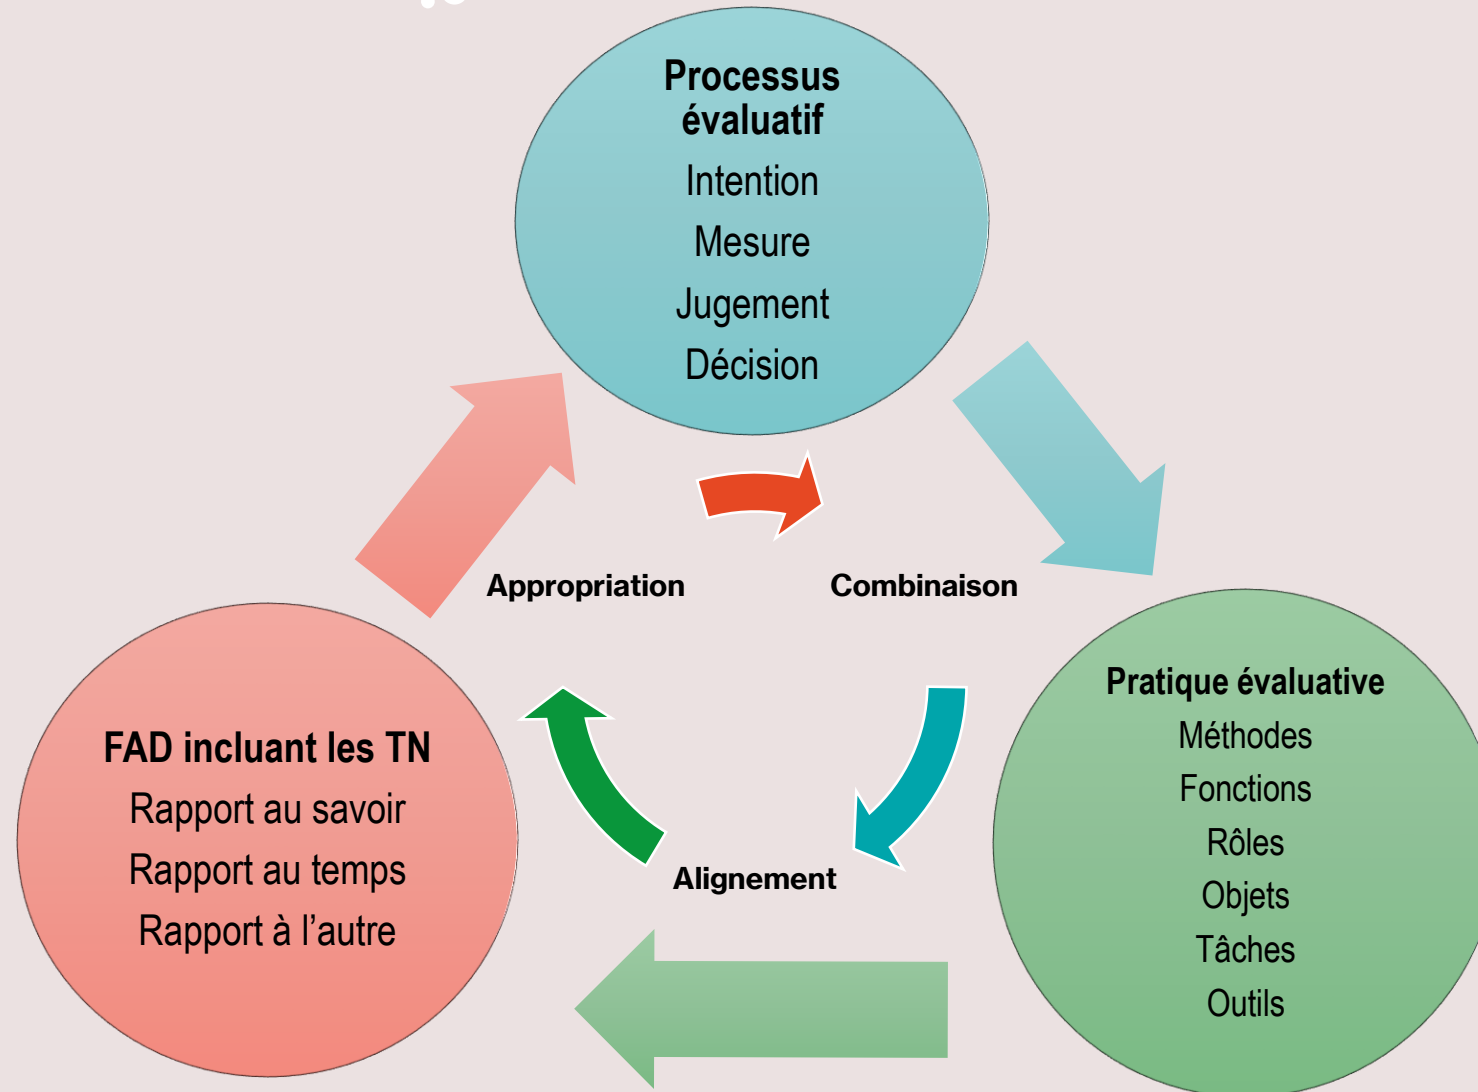 Processus
évaluatif
Intention
Mesure
Jugement
Décision
Appropriation
Combinaison
Pratique évaluative
Méthodes
Fonctions
Rôles
Objets
Tâches
Outils
FAD incluant les TN
Rapport au savoir
Rapport au temps
Rapport à l’autre
Alignement